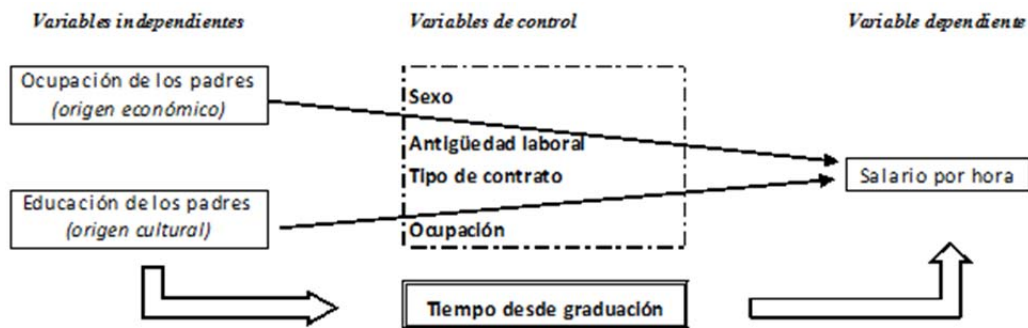 Variables independientes
Variables de control
Variable dependiente
Ocupación de los padres
(origen económico)
Sexo
Antigüedad laboral
Tipo de contrato
Salario por hora
Educación de los padres
(origen cultural)
Ocupación
Tiempo desde graduación